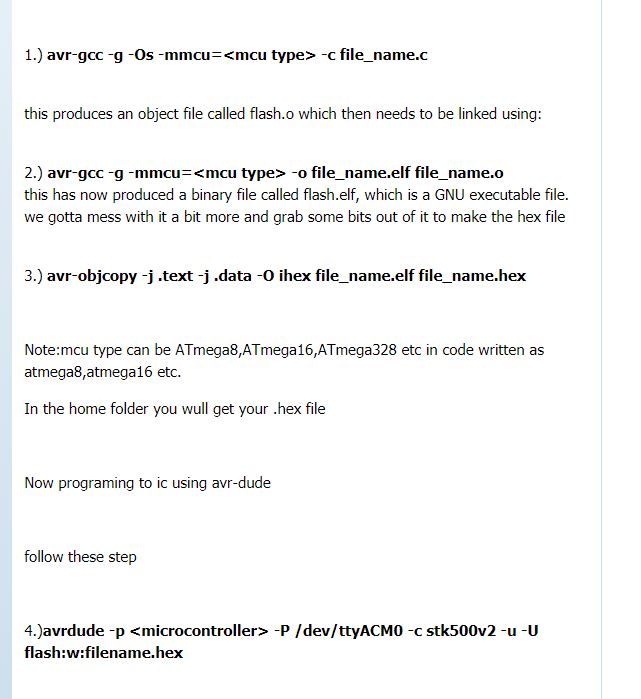 1.) avr-gcc -g -Os -mmcu=<mcu type> -c file_name.c
this produces an object file called flash.o which then needs to be linked using:
2.) avr-gcc -g -mmcu=<mcu type> -o file_name.elf file_name.o
this has now produced a binary file called flash.elf, which is a GNU executable file.
we gotta mess with it a bit more and grab some bits out of it to make the hex file
3.) avr-objcopy -j .text -j .data -O ihex file_name.elf file_name.hex
Note:mcu type can be ATmega8,ATmega16,ATmega328 etc in code written as
atmega8,atmega16 etc.
In the home folder you wull get your .hex file
Now programing to ic using avr-dude
follow these step
4.)avrdude -p <microcontroller> -P /dev/ttyACM0 -c stk500v2 -u -U
flash:w:filename.hex